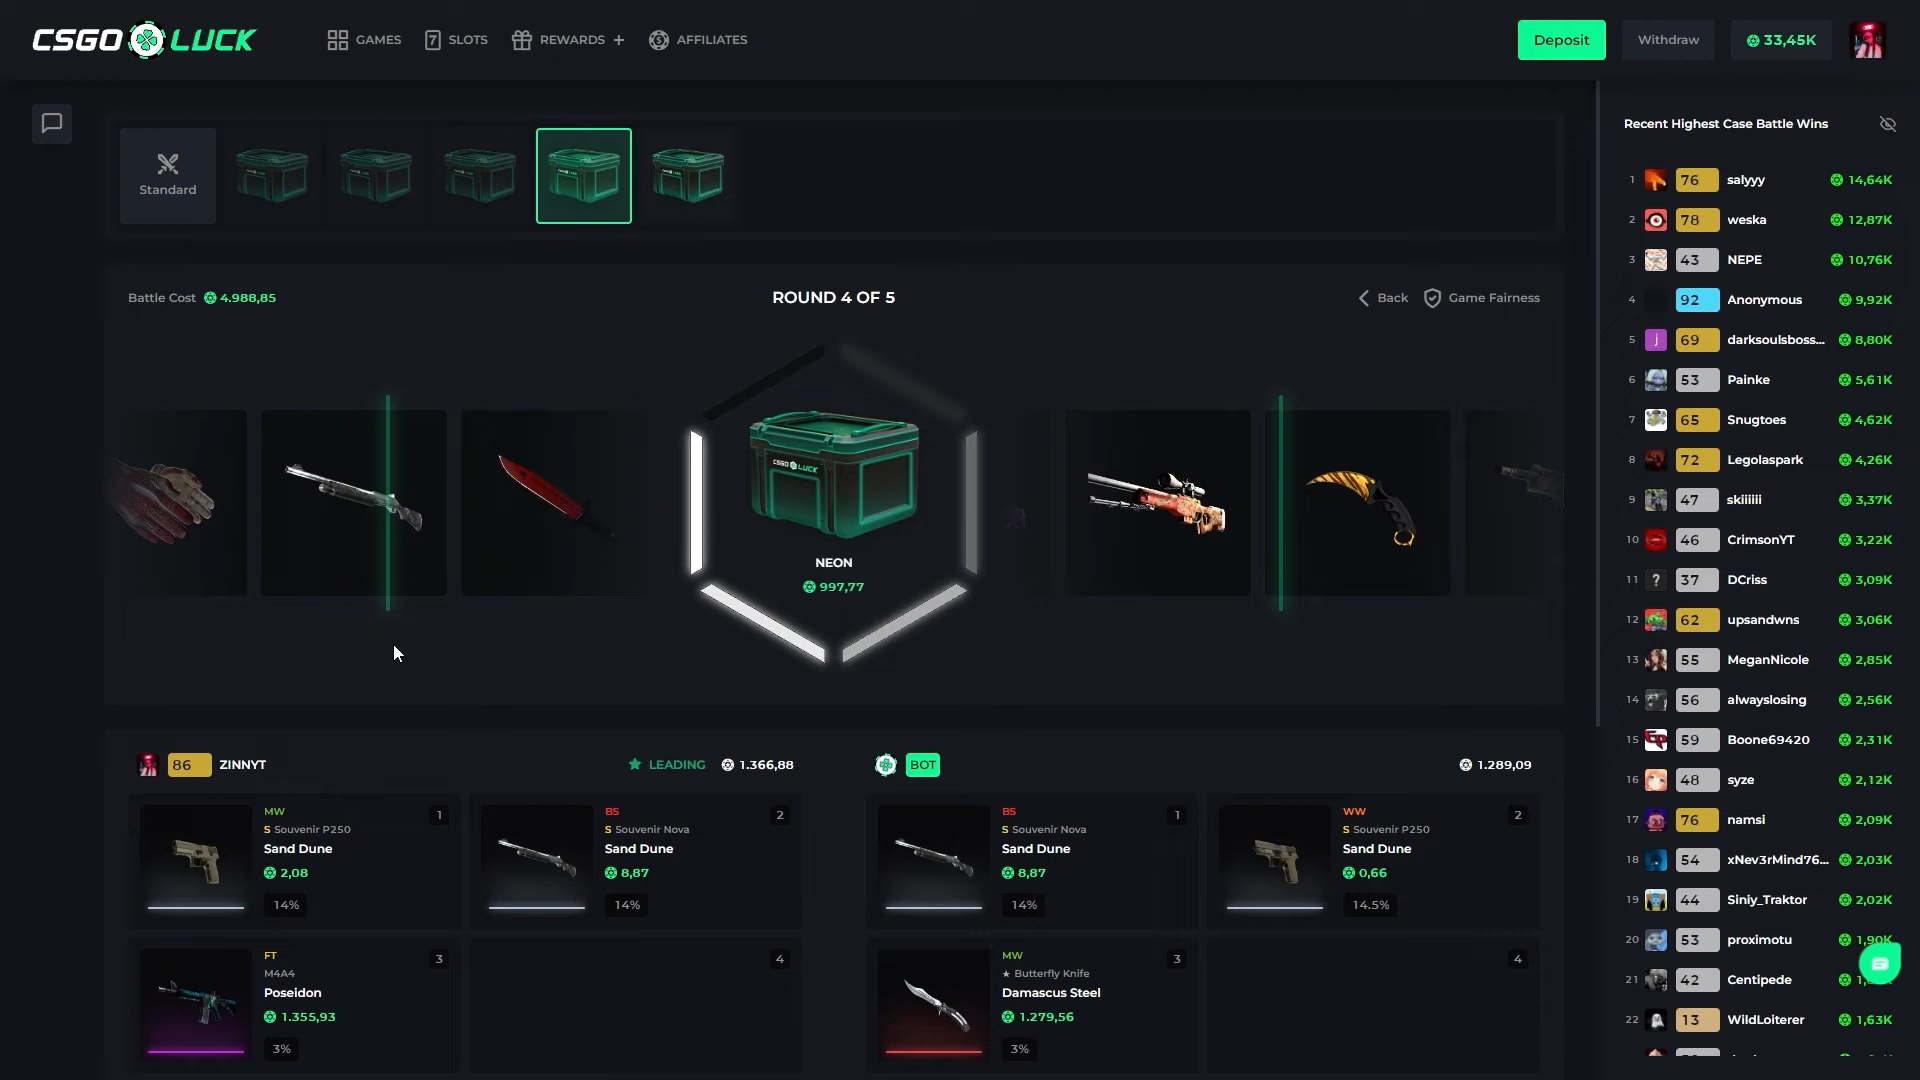 CSGO LUCK
GAMES
SLOTS
REWARDS +
AFFILIATES
Deposit
Withdraw
33,45K
Standard
Battle Cost 4.988,85
ROUND 4 OF 5
Back
Game Fairness
CSGO LUCK
NEON
997,77
86 ZINNYT
LEADING 1.366,88
MW
1
S Souvenir P250
Sand Dune
2,08
14%
BS
2
S Souvenir Nova
Sand Dune
8,87
14%
FT
3
M4A4
Poseidon
1.355,93
3%
4
BOT
1.289,09
BS
1
S Souvenir Nova
Sand Dune
8,87
14%
WW
2
S Souvenir P250
Sand Dune
0,66
14.5%
MW
3
★ Butterfly Knife
Damascus Steel
1.279,56
3%
4
Recent Highest Case Battle Wins
1 76 salyyy 14,64K
2 78 weska 12,87K
3 43 NEPE 10,76K
4 92 Anonymous 9,92K
5 j 69 darksoulsboss... 8,80K
6 53 Painke 5,61K
7 65 Snugtoes 4,62K
8 72 Legolaspark 4,26K
9 47 skiiiiii 3,37K
10 46 CrimsonYT 3,22K
11 ? 37 DCriss 3,09K
12 62 upsandwns 3,06K
13 55 MeganNicole 2,85K
14 56 alwayslosing 2,56K
15 59 Boone69420 2,31K
16 48 syze 2,12K
17 76 namsi 2,09K
18 54 xNev3rMind76... 2,03K
19 44 Siniy_Traktor 2,02K
20 53 proximotu 1,90K
21 42 Centipede
22 13 WildLoiterer 1,63K